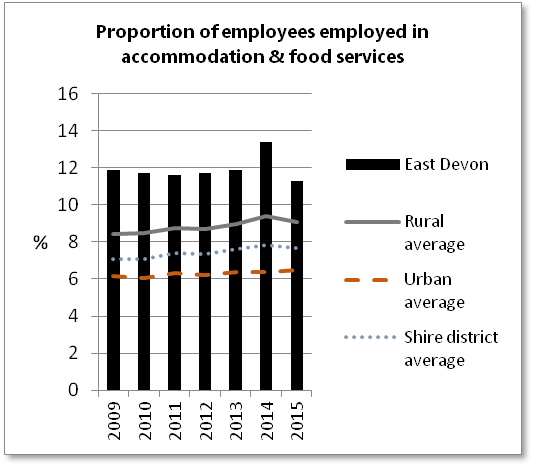 Proportion of employees employed in
accommodation & food services
16
14
12
10
8
6
4
2
0
%
2009
2010
2011
2012
2013
2014
2015
East Devon
Rural
average
Urban
average
Shire district
average